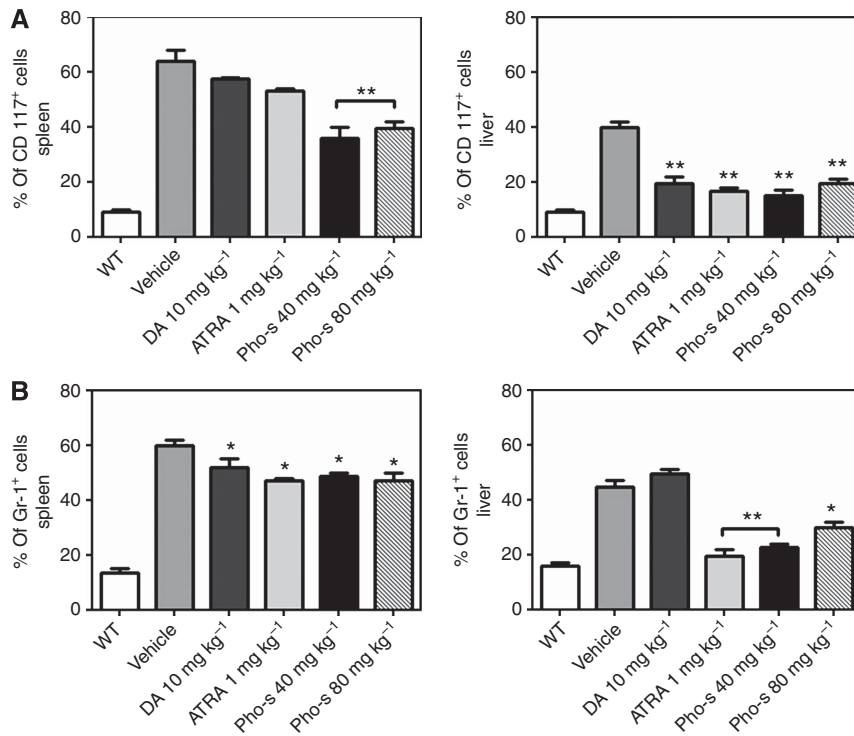 A
% Of CD 117⁺ cells
spleen
80
60
40
20
0
**
WT
Vehicle
DA 10 mg kg⁻¹
ATRA 1 mg kg⁻¹
Pho-s 40 mg kg⁻¹
Pho-s 80 mg kg⁻¹
% Of CD 117⁺ cells
liver
80
60
40
20
0
** ** ** **
WT
Vehicle
DA 10 mg kg⁻¹
ATRA 1 mg kg⁻¹
Pho-s 40 mg kg⁻¹
Pho-s 80 mg kg⁻¹
B
% Of Gr-1⁺ cells
spleen
80
60
40
20
0
* * * *
WT
Vehicle
DA 10 mg kg⁻¹
ATRA 1 mg kg⁻¹
Pho-s 40 mg kg⁻¹
Pho-s 80 mg kg⁻¹
% Of Gr-1⁺ cells
liver
80
60
40
20
0
** *
WT
Vehicle
DA 10 mg kg⁻¹
ATRA 1 mg kg⁻¹
Pho-s 40 mg kg⁻¹
Pho-s 80 mg kg⁻¹